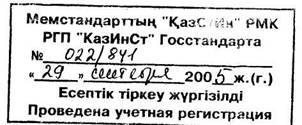 Мемстандарттың "ҚазСтИн" РМК
РГП "КазИнСт" Госстандарта
№ 022/841
« 29 » сентября 2005 ж.(г.)
Есептік тіркеу жүргізілді
Проведена учетная регистрация